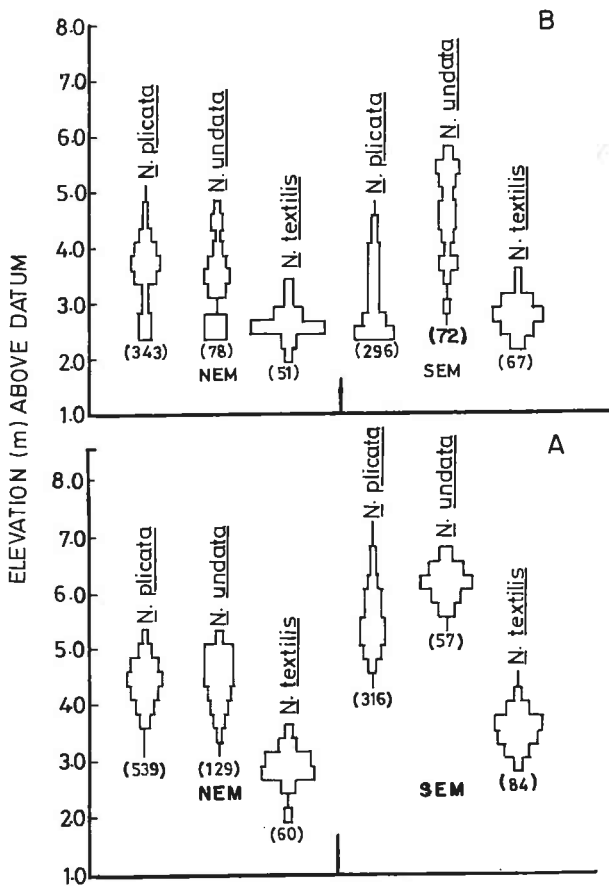 B
8.0
7.0
6.0
5.0
4.0
3.0
2.0
1.0
N. plicata
N. undata
N. textilis
N. plicata
N. undata
N. textilis
(343)
(78)
(51)
(296)
(72)
(67)
NEM
SEM
ELEVATION (m) ABOVE DATUM
A
8.0
7.0
6.0
5.0
4.0
3.0
2.0
1.0
N. plicata
N. undata
N. textilis
N. plicata
N. undata
N. textilis
(539)
(129)
(60)
(316)
(57)
(84)
NEM
SEM